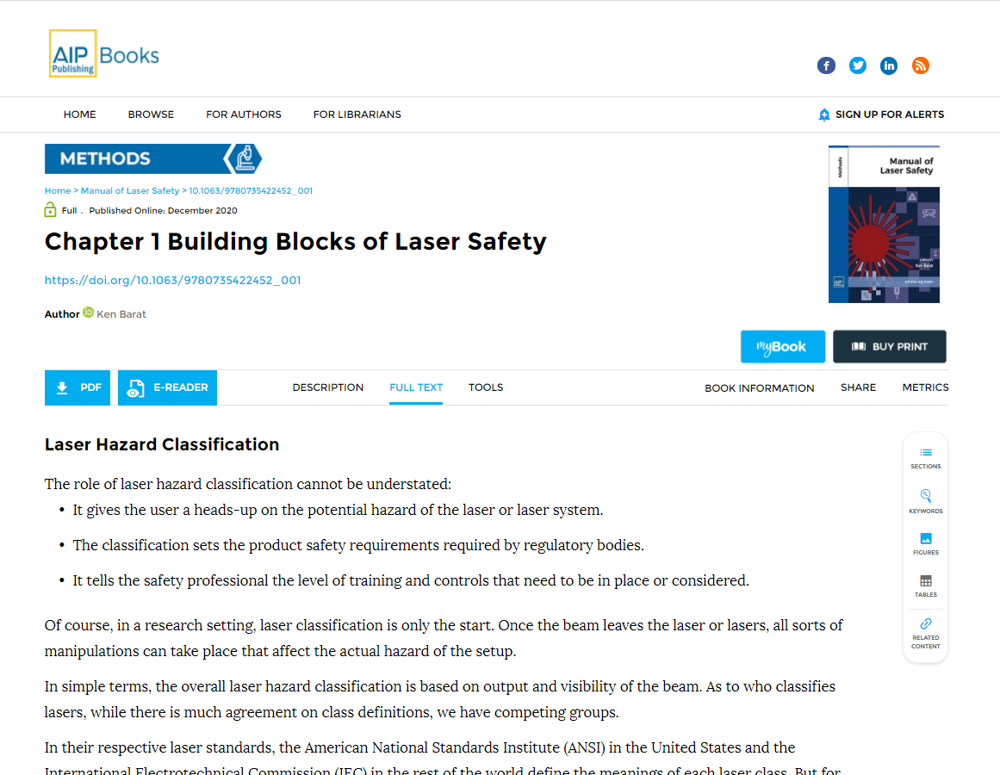 AIP
Publishing
Books
HOME BROWSE FOR AUTHORS FOR LIBRARIANS SIGN UP FOR ALERTS
METHODS
Methods
Manual of
Laser Safety
Home > Manual of Laser Safety > 10.1063/9780735422452_001
Full . Published Online: December 2020
Chapter 1 Building Blocks of Laser Safety
https://doi.org/10.1063/9780735422452_001
Ken Barat
AIP
Author iD Ken Barat
myBook BUY PRINT
PDF E-READER DESCRIPTION FULL TEXT TOOLS BOOK INFORMATION SHARE METRICS
Laser Hazard Classification
The role of laser hazard classification cannot be understated:
• It gives the user a heads-up on the potential hazard of the laser or laser system.
• The classification sets the product safety requirements required by regulatory bodies.
• It tells the safety professional the level of training and controls that need to be in place or considered.
Of course, in a research setting, laser classification is only the start. Once the beam leaves the laser or lasers, all sorts of
manipulations can take place that affect the actual hazard of the setup.
In simple terms, the overall laser hazard classification is based on output and visibility of the beam. As to who classifies
lasers, while there is much agreement on class definitions, we have competing groups.
In their respective laser standards, the American National Standards Institute (ANSI) in the United States and the
International Electrotechnical Commission (IEC) in the rest of the world define the meanings of each laser class. But for
SECTIONS
KEYWORDS
FIGURES
TABLES
RELATED
CONTENT